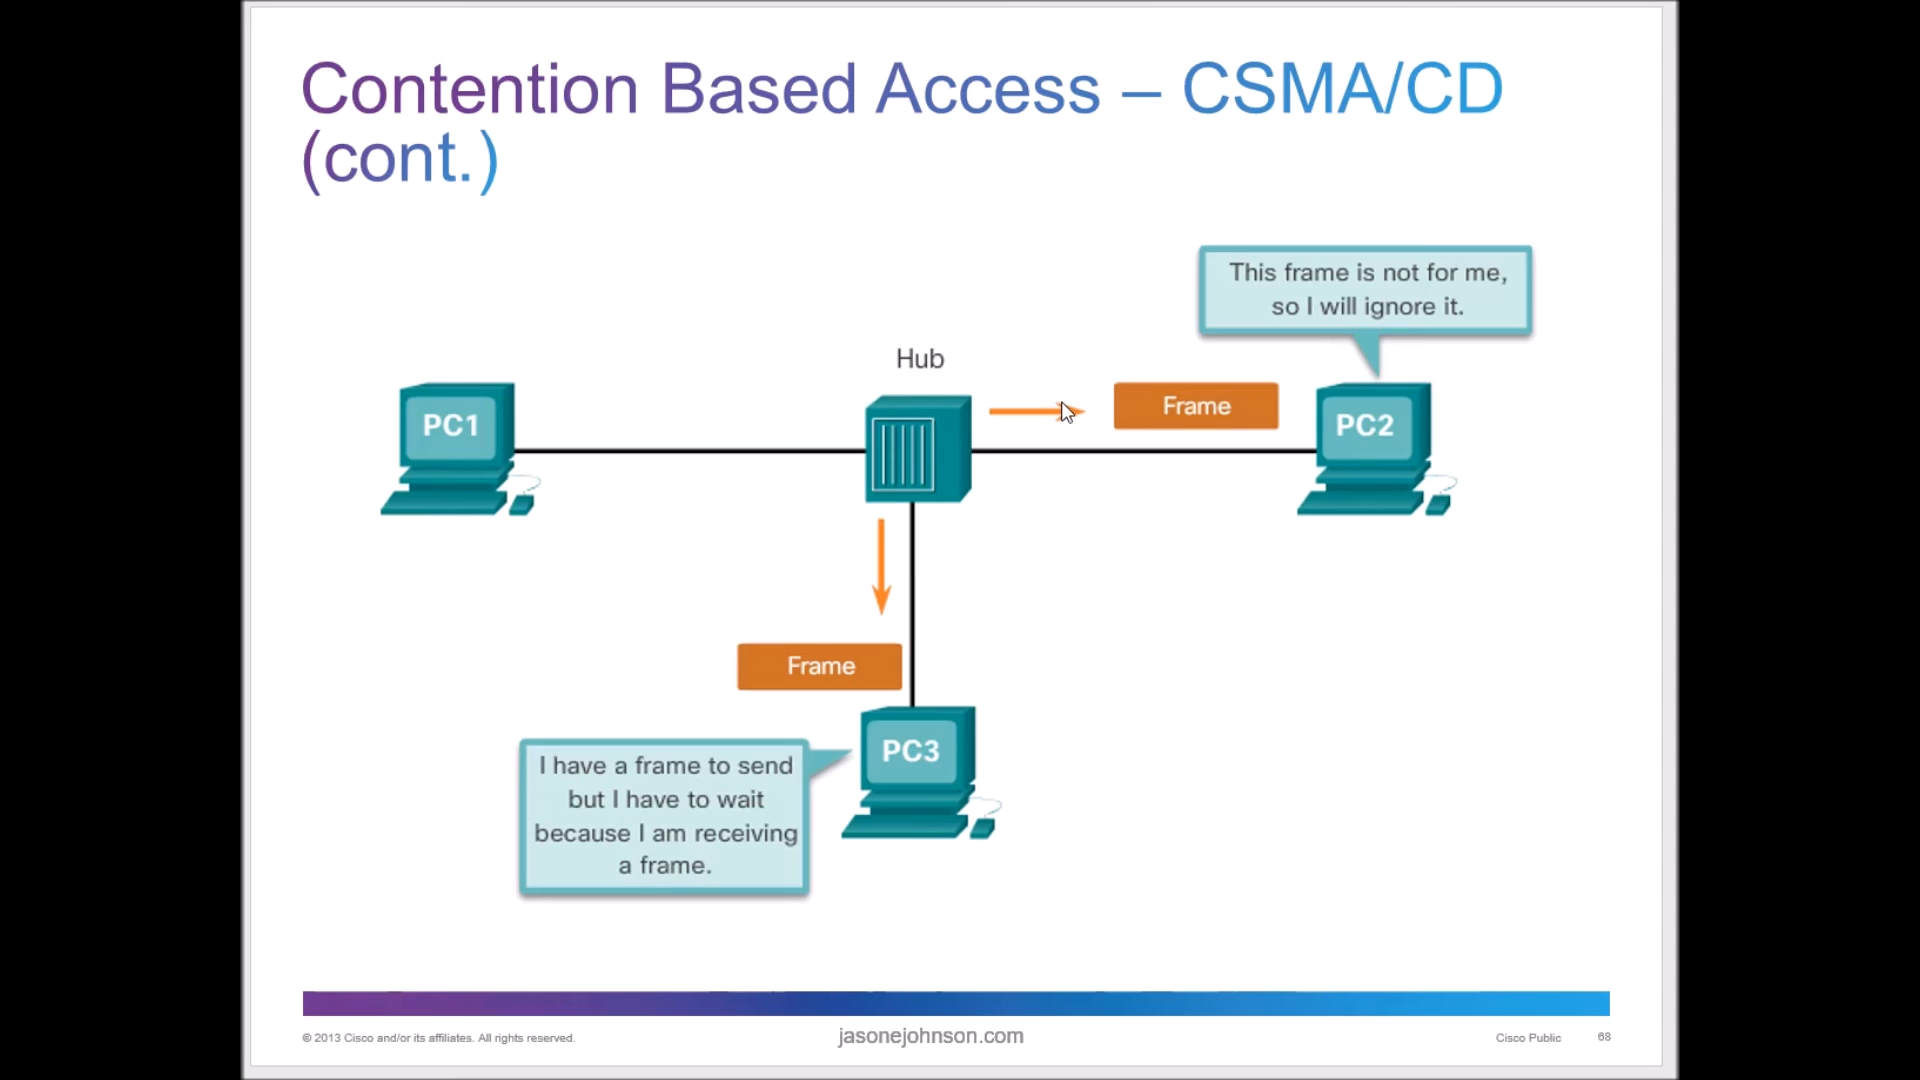 Contention Based Access – CSMA/CD
(cont.)
This frame is not for me,
so I will ignore it.
Hub
PC1
Frame
PC2
Frame
PC3
I have a frame to send
but I have to wait
because I am receiving
a frame.
© 2013 Cisco and/or its affiliates. All rights reserved.
jasonejohnson.com
Cisco Public
68